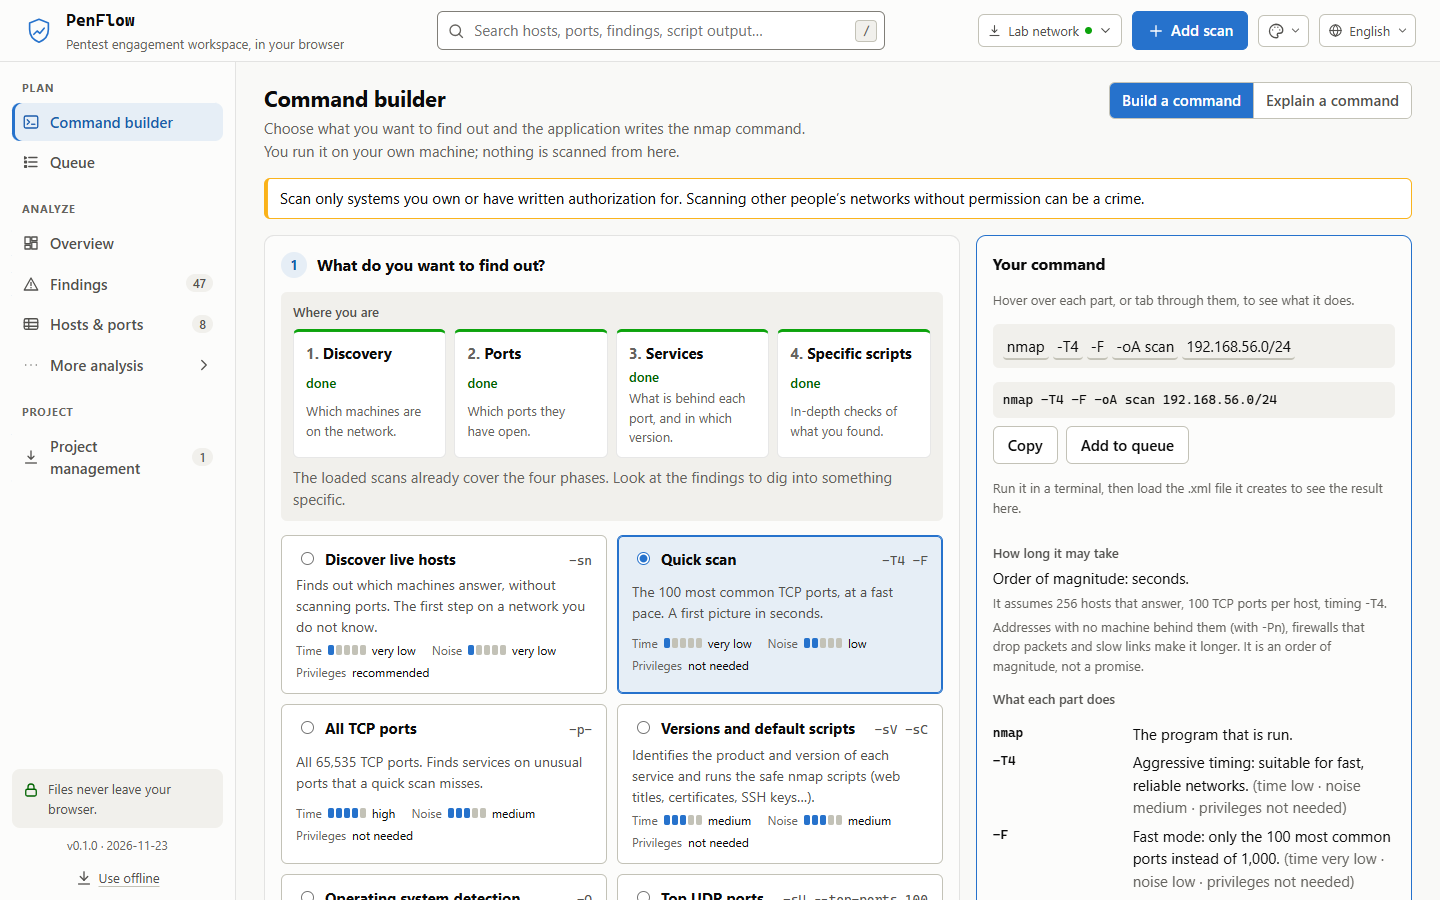 PenFlow
Pentest engagement workspace, in your browser
Search hosts, ports, findings, script output...
/
Lab network
Add scan
English
PLAN
Command builder
Queue
ANALYZE
Overview
Findings 47
Hosts & ports 8
More analysis
PROJECT
Project
management
1
Files never leave your
browser.
v0.1.0 · 2026-11-23
Use offline
Command builder
Choose what you want to find out and the application writes the nmap command.
You run it on your own machine; nothing is scanned from here.
Build a command
Explain a command
Scan only systems you own or have written authorization for. Scanning other people's networks without permission can be a crime.
1 What do you want to find out?
Where you are
1. Discovery
done
Which machines are
on the network.
2. Ports
done
Which ports they
have open.
3. Services
done
What is behind each
port, and in which
version.
4. Specific scripts
done
In-depth checks of
what you found.
The loaded scans already cover the four phases. Look at the findings to dig into something
specific.
Discover live hosts -sn
Finds out which machines answer, without
scanning ports. The first step on a network you
do not know.
Time very low Noise very low
Privileges recommended
Quick scan -T4 -F
The 100 most common TCP ports, at a fast
pace. A first picture in seconds.
Time very low Noise low
Privileges not needed
All TCP ports -p-
All 65,535 TCP ports. Finds services on unusual
ports that a quick scan misses.
Time high Noise medium
Privileges not needed
Versions and default scripts -sV -sC
Identifies the product and version of each
service and runs the safe nmap scripts (web
titles, certificates, SSH keys...).
Time medium Noise medium
Privileges not needed
Operating system detection -O
Top UDP ports -sU --top-ports 100
Your command
Hover over each part, or tab through them, to see what it does.
nmap -T4 -F -oA scan 192.168.56.0/24
nmap -T4 -F -oA scan 192.168.56.0/24
Copy
Add to queue
Run it in a terminal, then load the .xml file it creates to see the result
here.
How long it may take
Order of magnitude: seconds.
It assumes 256 hosts that answer, 100 TCP ports per host, timing -T4.
Addresses with no machine behind them (with -Pn), firewalls that
drop packets and slow links make it longer. It is an order of
magnitude, not a promise.
What each part does
nmap The program that is run.
-T4 Aggressive timing: suitable for fast,
reliable networks. (time low · noise
medium · privileges not needed)
-F Fast mode: only the 100 most common
ports instead of 1,000. (time very low ·
noise low · privileges not needed)